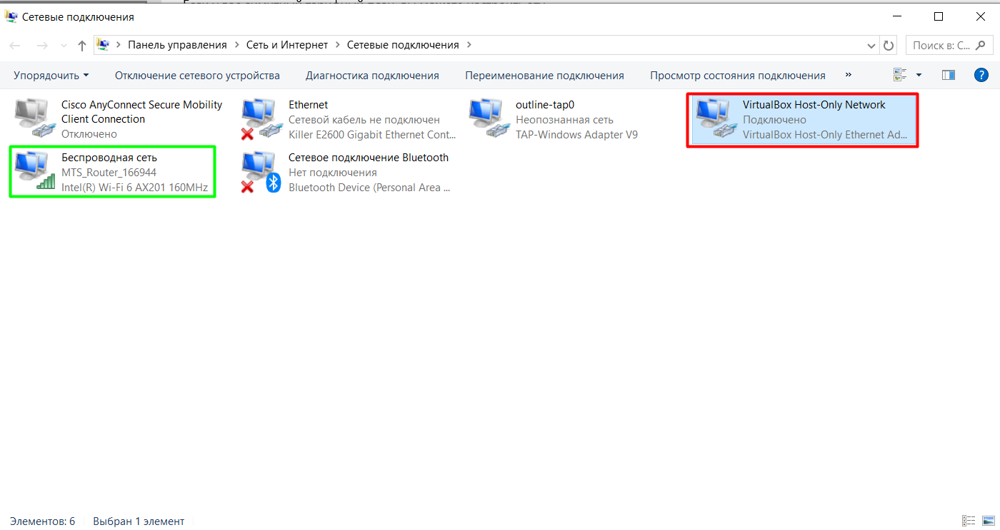 Сетевые подключения
Панель управления > Сеть и Интернет > Сетевые подключения >
Поиск в: С...
Упорядочить Отключение сетевого устройства Диагностика подключения Переименование подключения Просмотр состояния подключения »
Cisco AnyConnect Secure Mobility
Client Connection
Отключено
Ethernet
Сетевой кабель не подключен
Killer E2600 Gigabit Ethernet Cont...
outline-tap0
Неопознанная сеть
TAP-Windows Adapter V9
VirtualBox Host-Only Network
Подключено
VirtualBox Host-Only Ethernet Ad...
Беспроводная сеть
MTS_Router_166944
Intel(R) Wi-Fi 6 AX201 160MHz
Сетевое подключение Bluetooth
Нет подключения
Bluetooth Device (Personal Area ...
Элементов: 6 Выбран 1 элемент